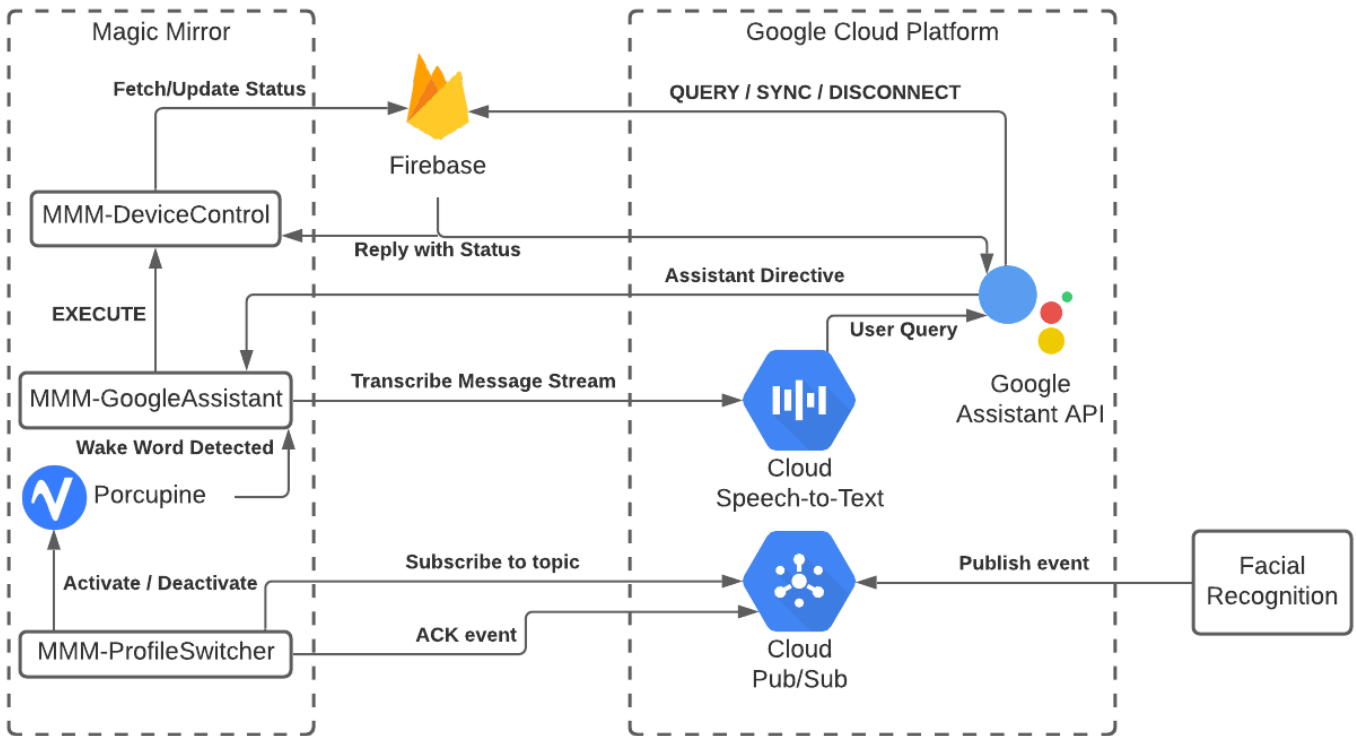 Magic Mirror
Google Cloud Platform
Fetch/Update Status
QUERY / SYNC / DISCONNECT
Firebase
MMM-DeviceControl
Reply with Status
Assistant Directive
EXECUTE
User Query
MMM-GoogleAssistant
Transcribe Message Stream
Google
Assistant API
Wake Word Detected
Cloud
Speech-to-Text
Porcupine
Subscribe to topic
Publish event
Facial
Recognition
Activate / Deactivate
ACK event
MMM-ProfileSwitcher
Cloud
Pub/Sub